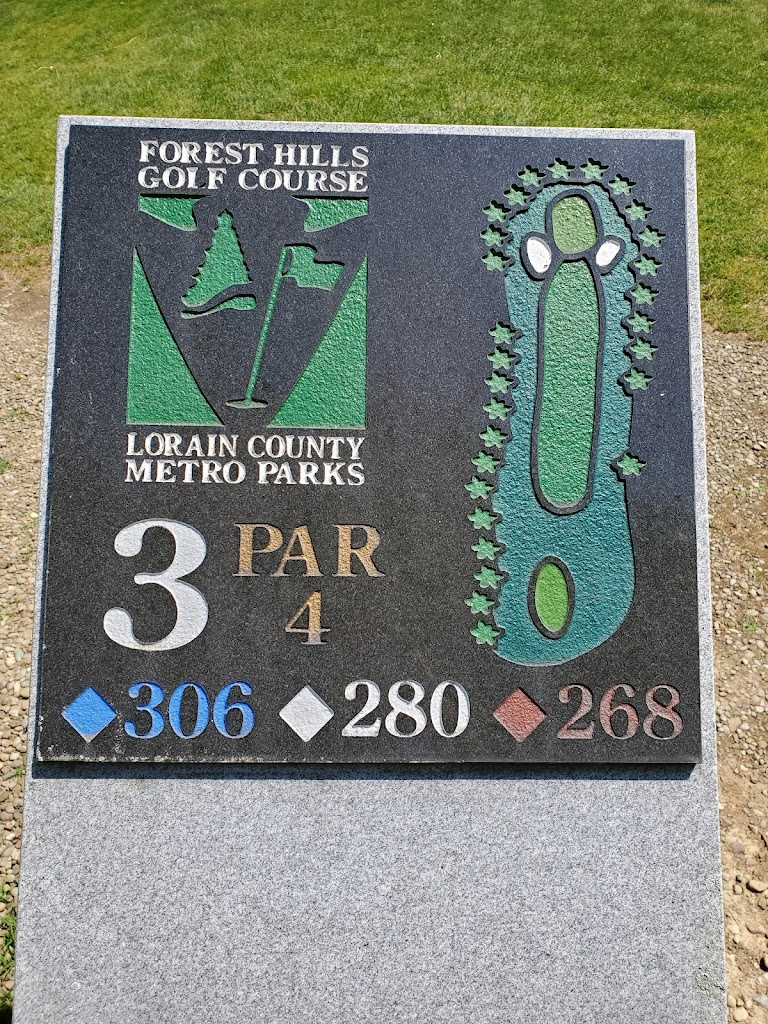 FOREST HILLS
GOLF COURSE
LORAIN COUNTY
METRO PARKS
3 PAR
4
306 280 268